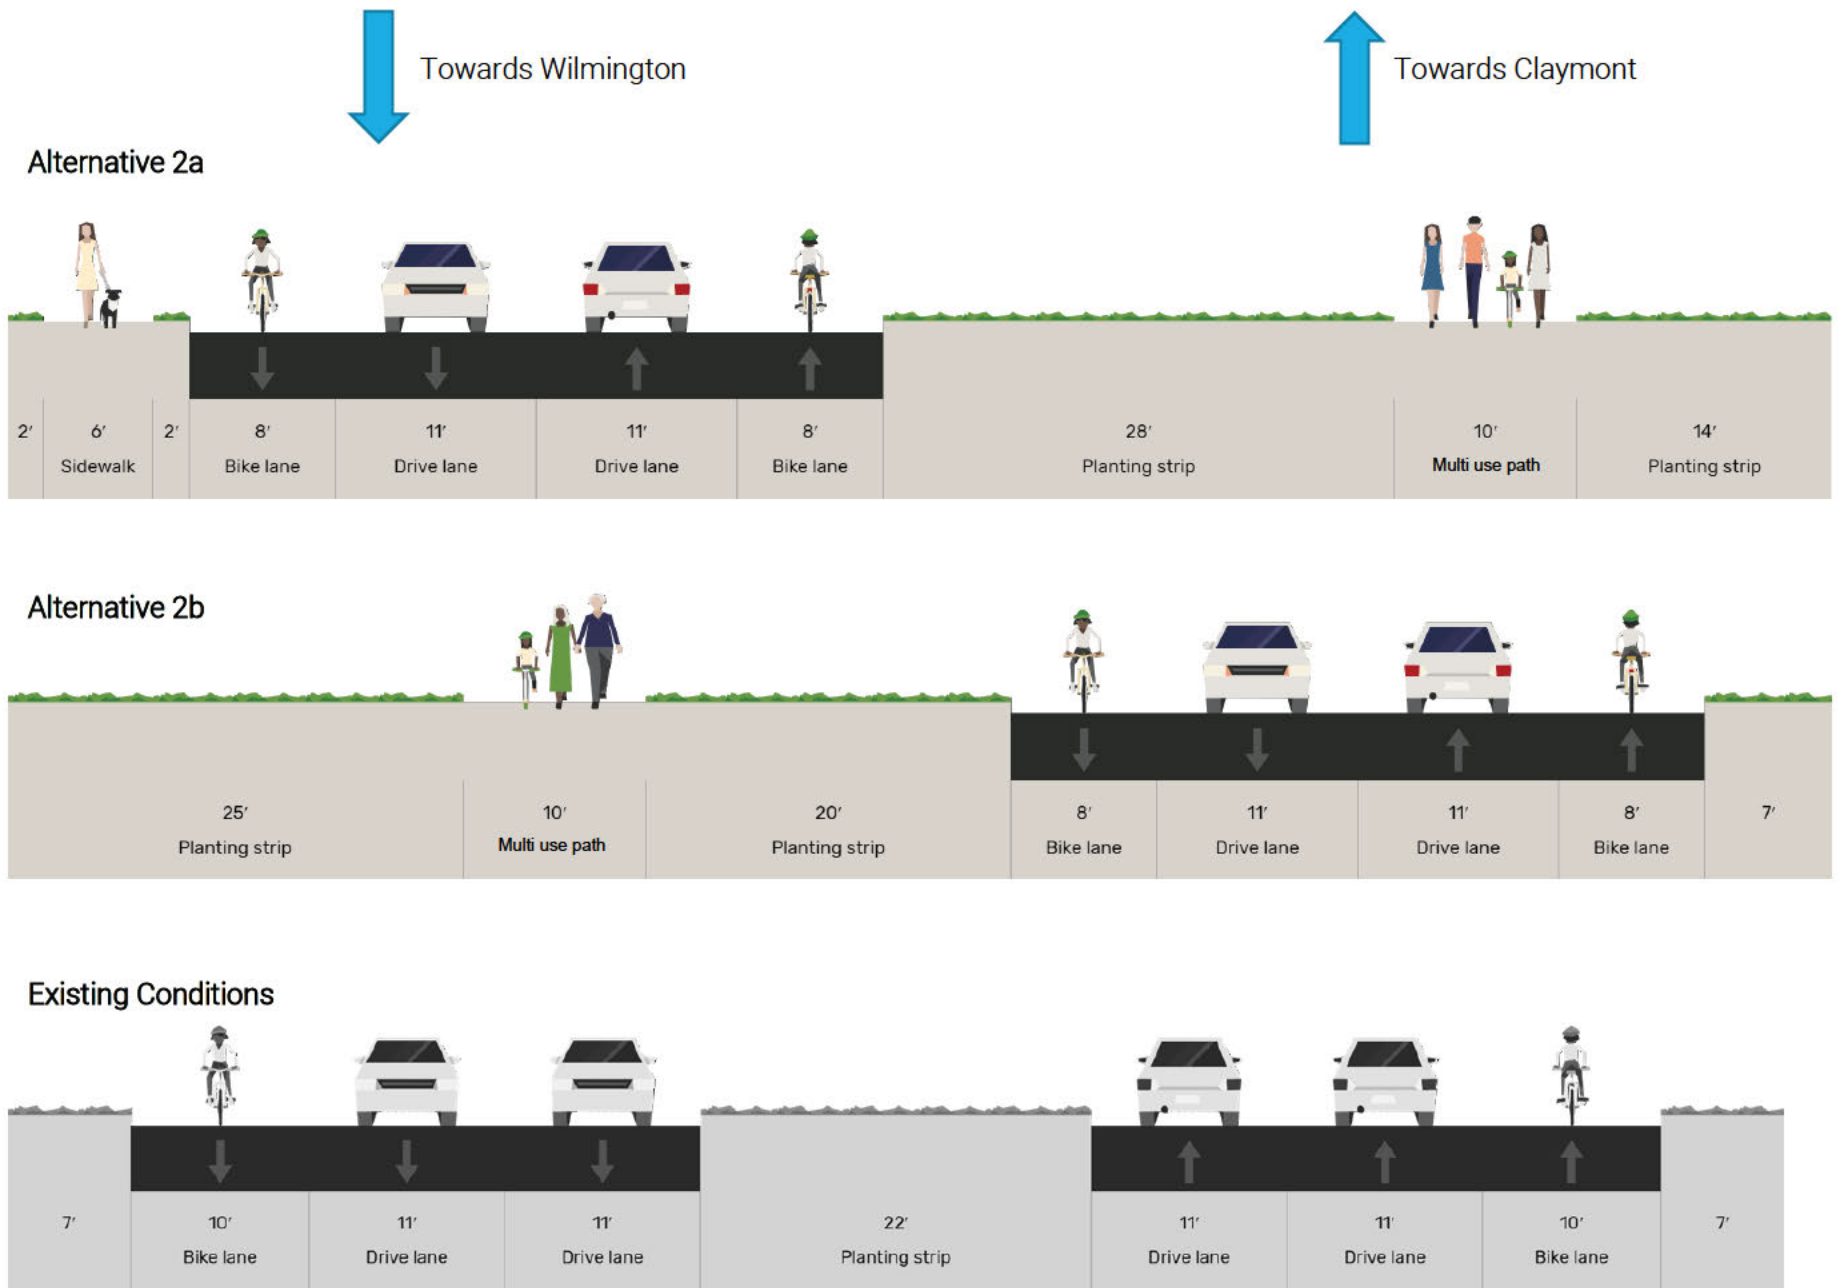 Towards Wilmington
Towards Claymont
Alternative 2a
2′ 6′ 2′ 8′ 11′ 11′ 8′ 28′ 10′ 14′
Sidewalk Bike lane Drive lane Drive lane Bike lane Planting strip Multi use path Planting strip
Alternative 2b
25′ 10′ 20′ 8′ 11′ 11′ 8′ 7′
Planting strip Multi use path Planting strip Bike lane Drive lane Drive lane Bike lane
Existing Conditions
7′ 10′ 11′ 11′ 22′ 11′ 11′ 10′ 7′
Bike lane Drive lane Drive lane Planting strip Drive lane Drive lane Bike lane